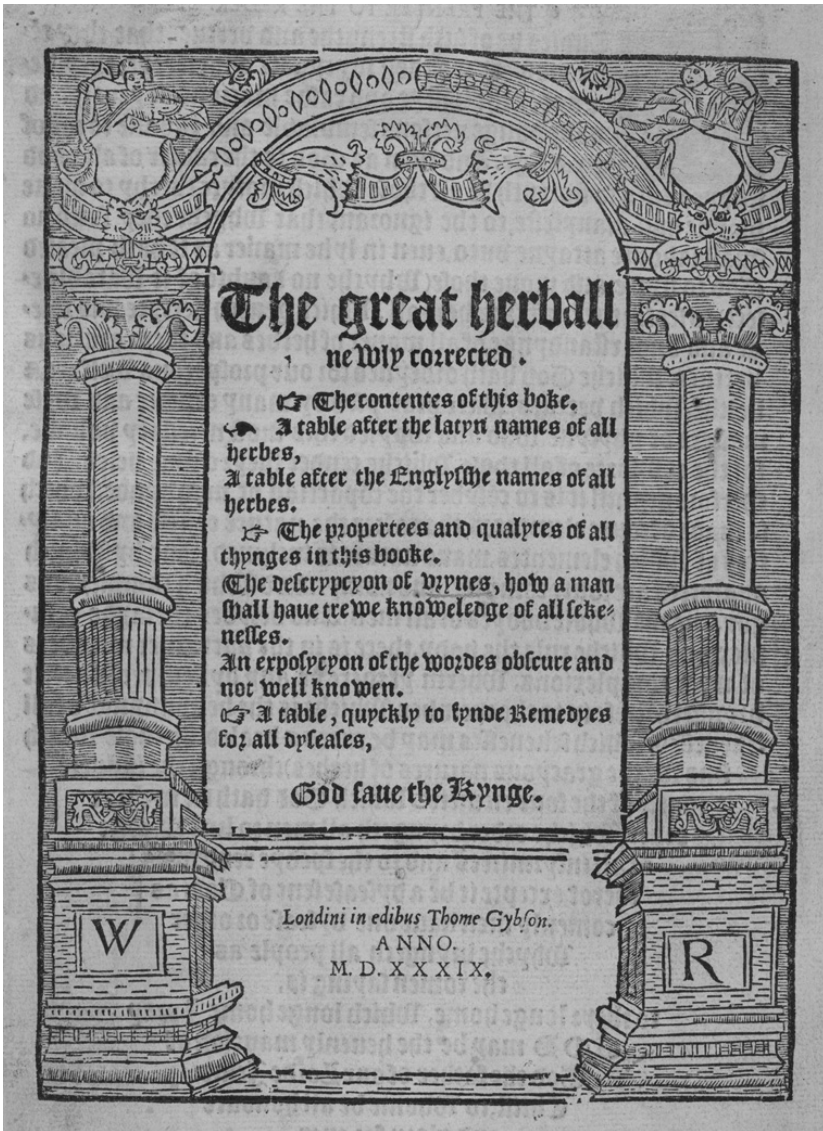 The great herball
newly corrected.
☞ The contentes of this boke.
A table after the latyn names of all
herbes,
A table after the Englysshe names of all
herbes.
☞ The propertees and qualytes of all
thynges in this booke.
The descrypcyon of vrynes, how a man
shall haue trewe knoweledge of all seke⸗
nesses.
An exposycyon of the wordes obscure and
not well knowen.
☞ A table, quyckly to fynde Remedyes
for all dyseases,
God saue the Kynge.
Londini in edibus Thome Gybson.
ANNO.
M. D. XXXIX.
W
R